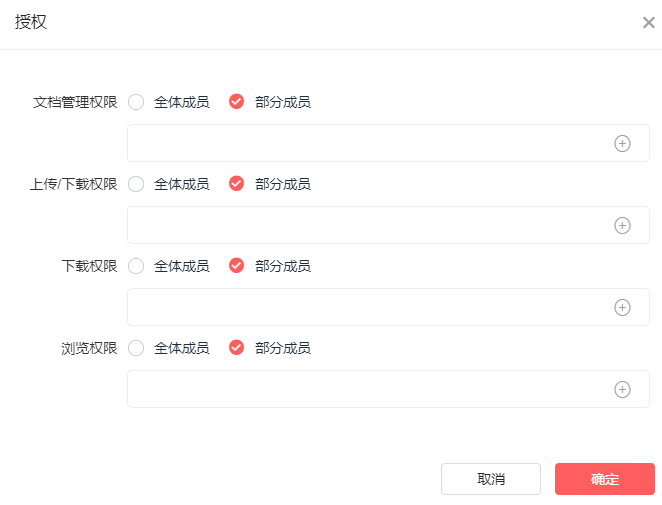 授权
文档管理权限 全体成员 部分成员
上传/下载权限 全体成员 部分成员
下载权限 全体成员 部分成员
浏览权限 全体成员 部分成员
取消 确定